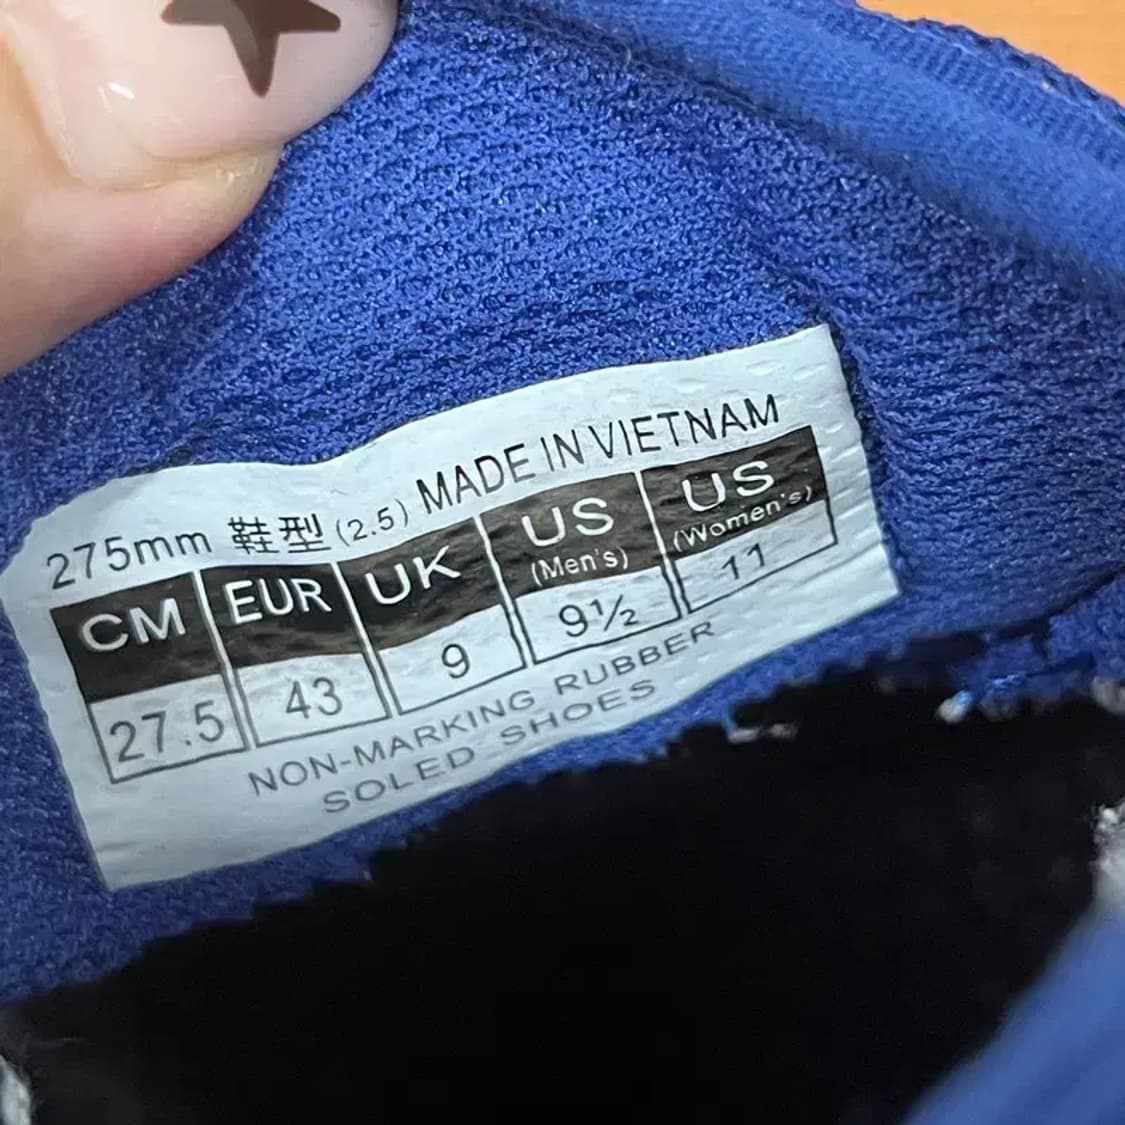 275mm 鞋型 (2.5) MADE IN VIETNAM
CM EUR UK US (Men's) US (Women's)
27.5 43 9 9½ 11
NON-MARKING RUBBER
SOLED SHOES